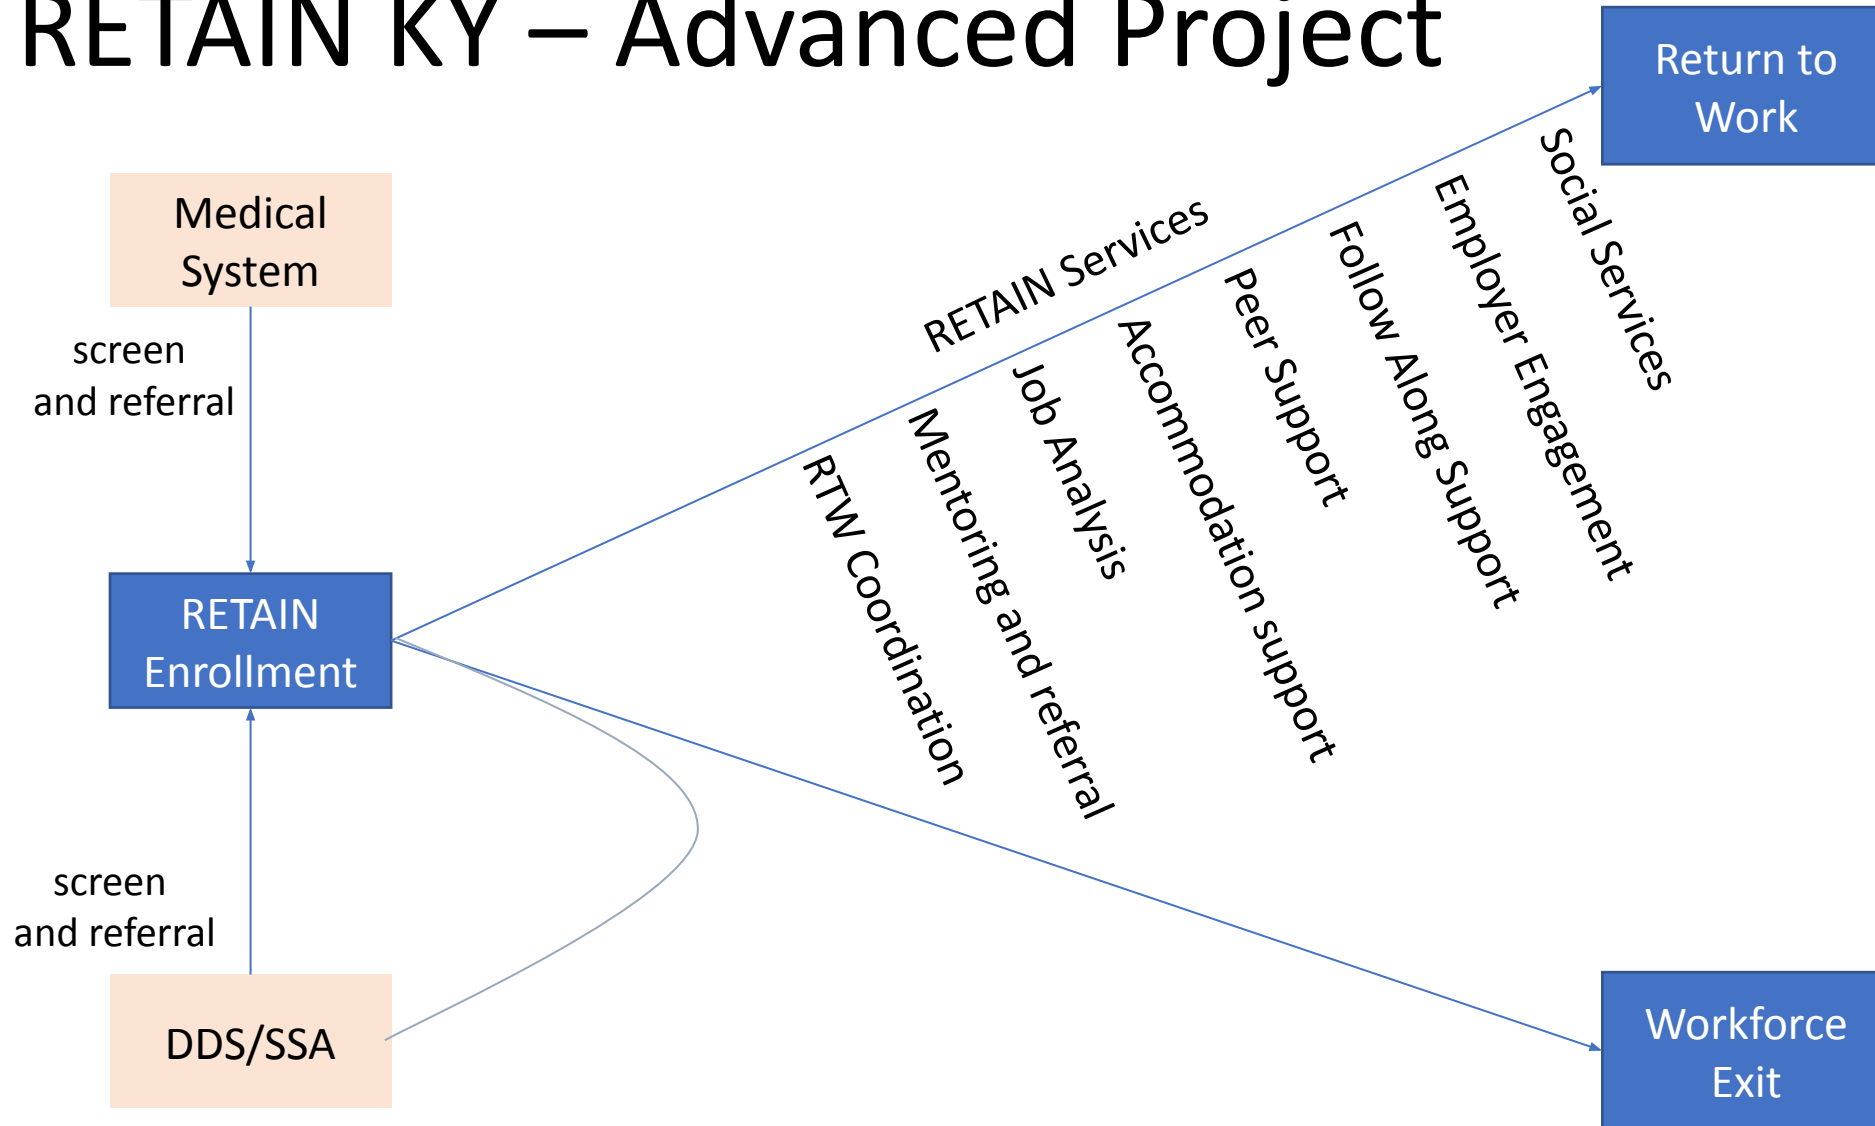 RETAIN KY – Advanced Project
Return to
Work
Medical
System
screen
and referral
RETAIN Services
RTW Coordination
Mentoring and referral
Job Analysis
Accommodation support
Peer Support
Follow Along Support
Employer Engagement
Social Services
RETAIN
Enrollment
screen
and referral
DDS/SSA
Workforce
Exit